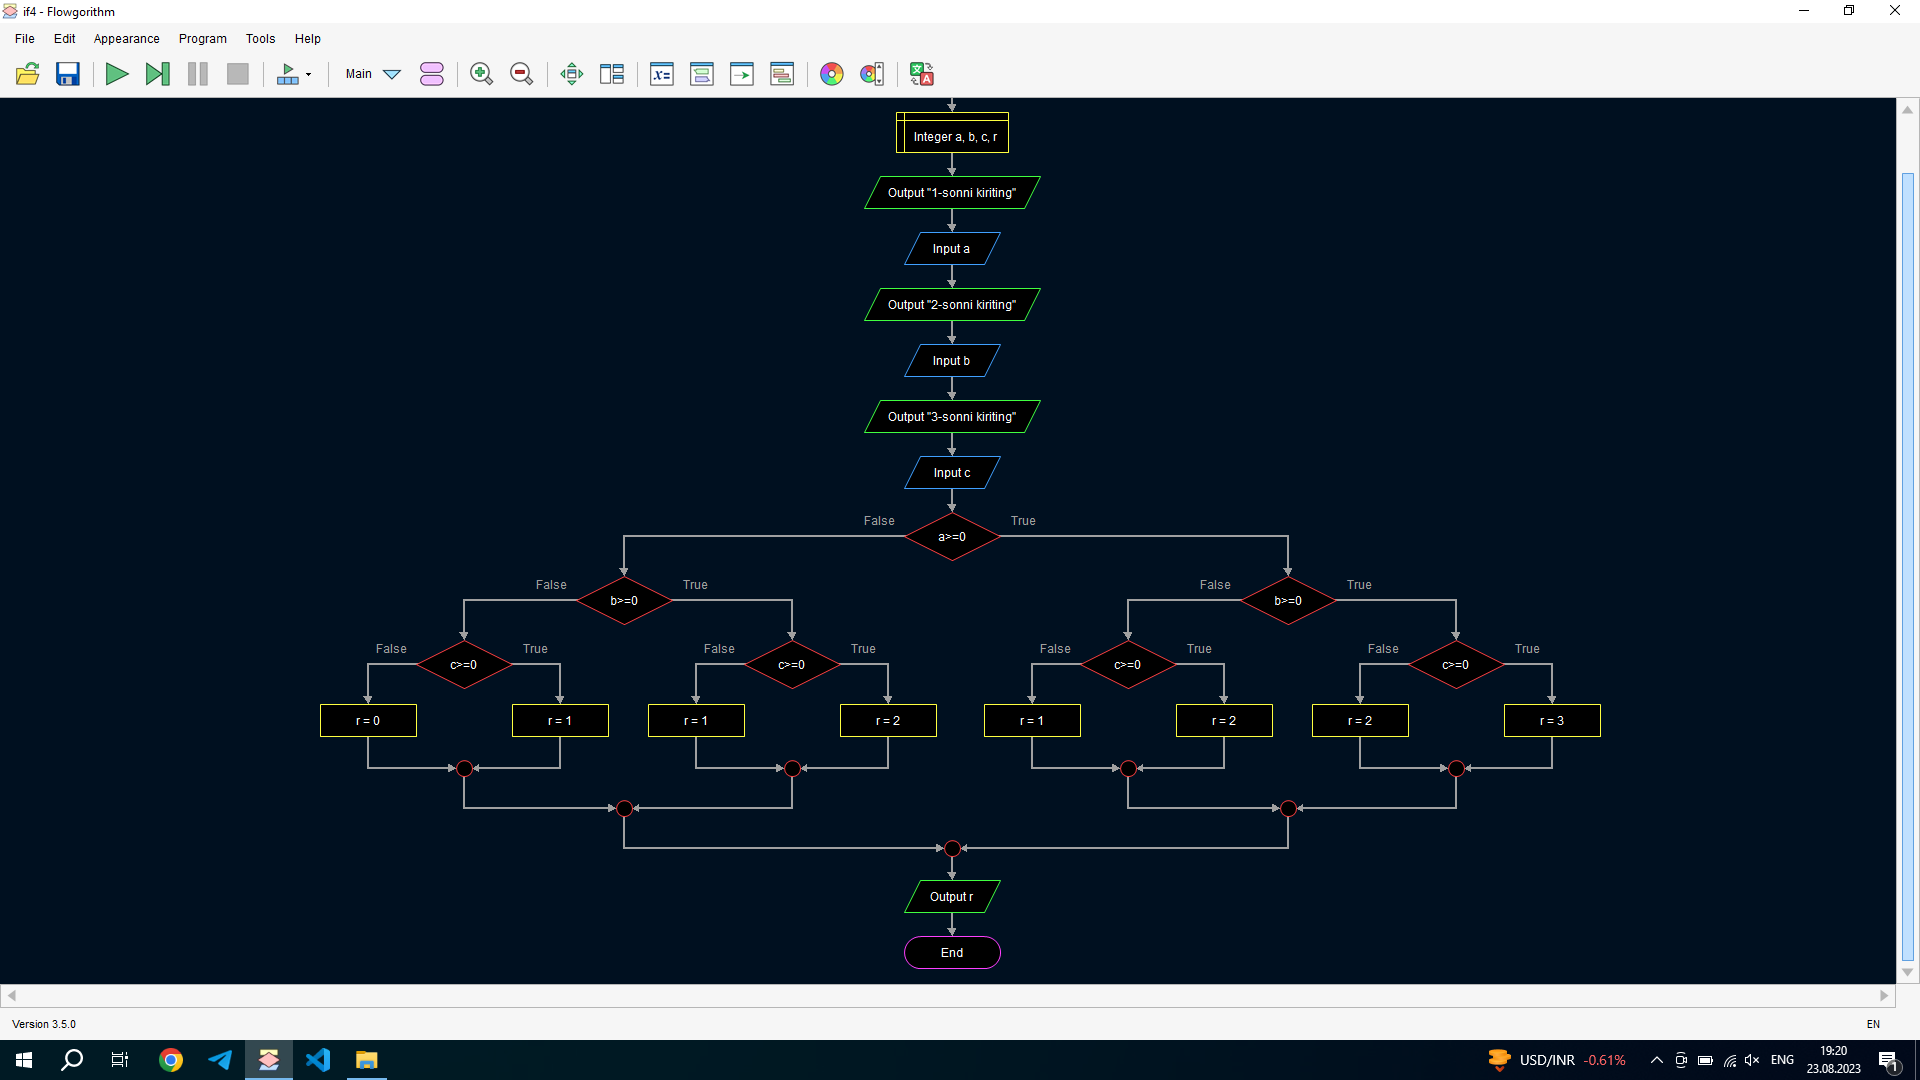 if4 - Flowgorithm
File Edit Appearance Program Tools Help
Main
Integer a, b, c, r
Output "1-sonni kiriting"
Input a
Output "2-sonni kiriting"
Input b
Output "3-sonni kiriting"
Input c
False True
a>=0
False True False True
b>=0 b>=0
False True False True False True False True
c>=0 c>=0 c>=0 c>=0
r = 0 r = 1 r = 1 r = 2 r = 1 r = 2 r = 2 r = 3
Output r
End
Version 3.5.0 EN
USD/INR -0.61% ENG 19:20
23.08.2023 1